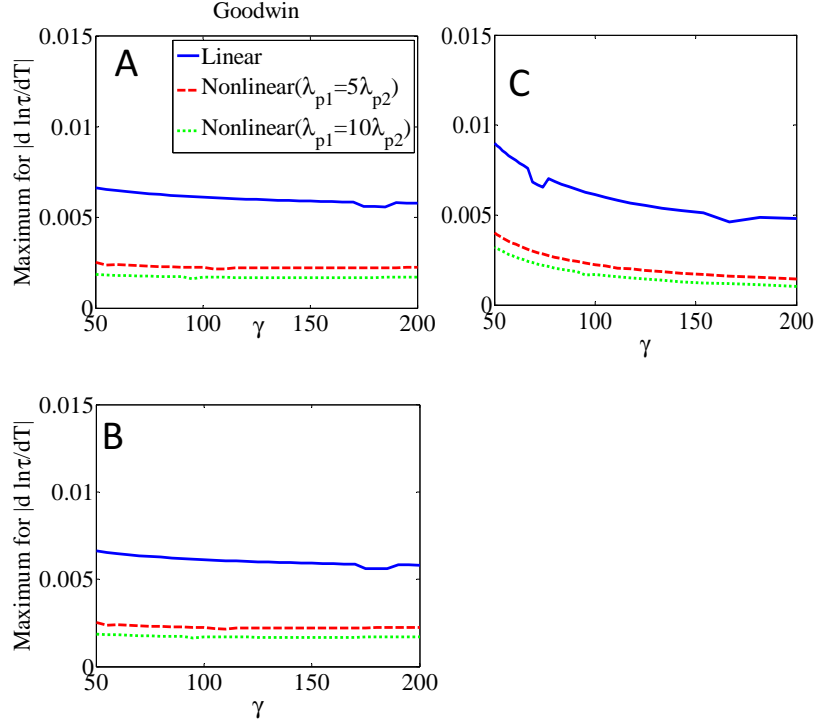 Goodwin
A
Linear
Nonlinear(λp1=5λp2)
Nonlinear(λp1=10λp2)
Maximum for |d lnτ/dT|
0.015
0.01
0.005
0
50
100
150
200
γ
C
0.015
0.01
0.005
0
50
100
150
200
γ
B
Maximum for |d lnτ/dT|
0.015
0.01
0.005
0
50
100
150
200
γ